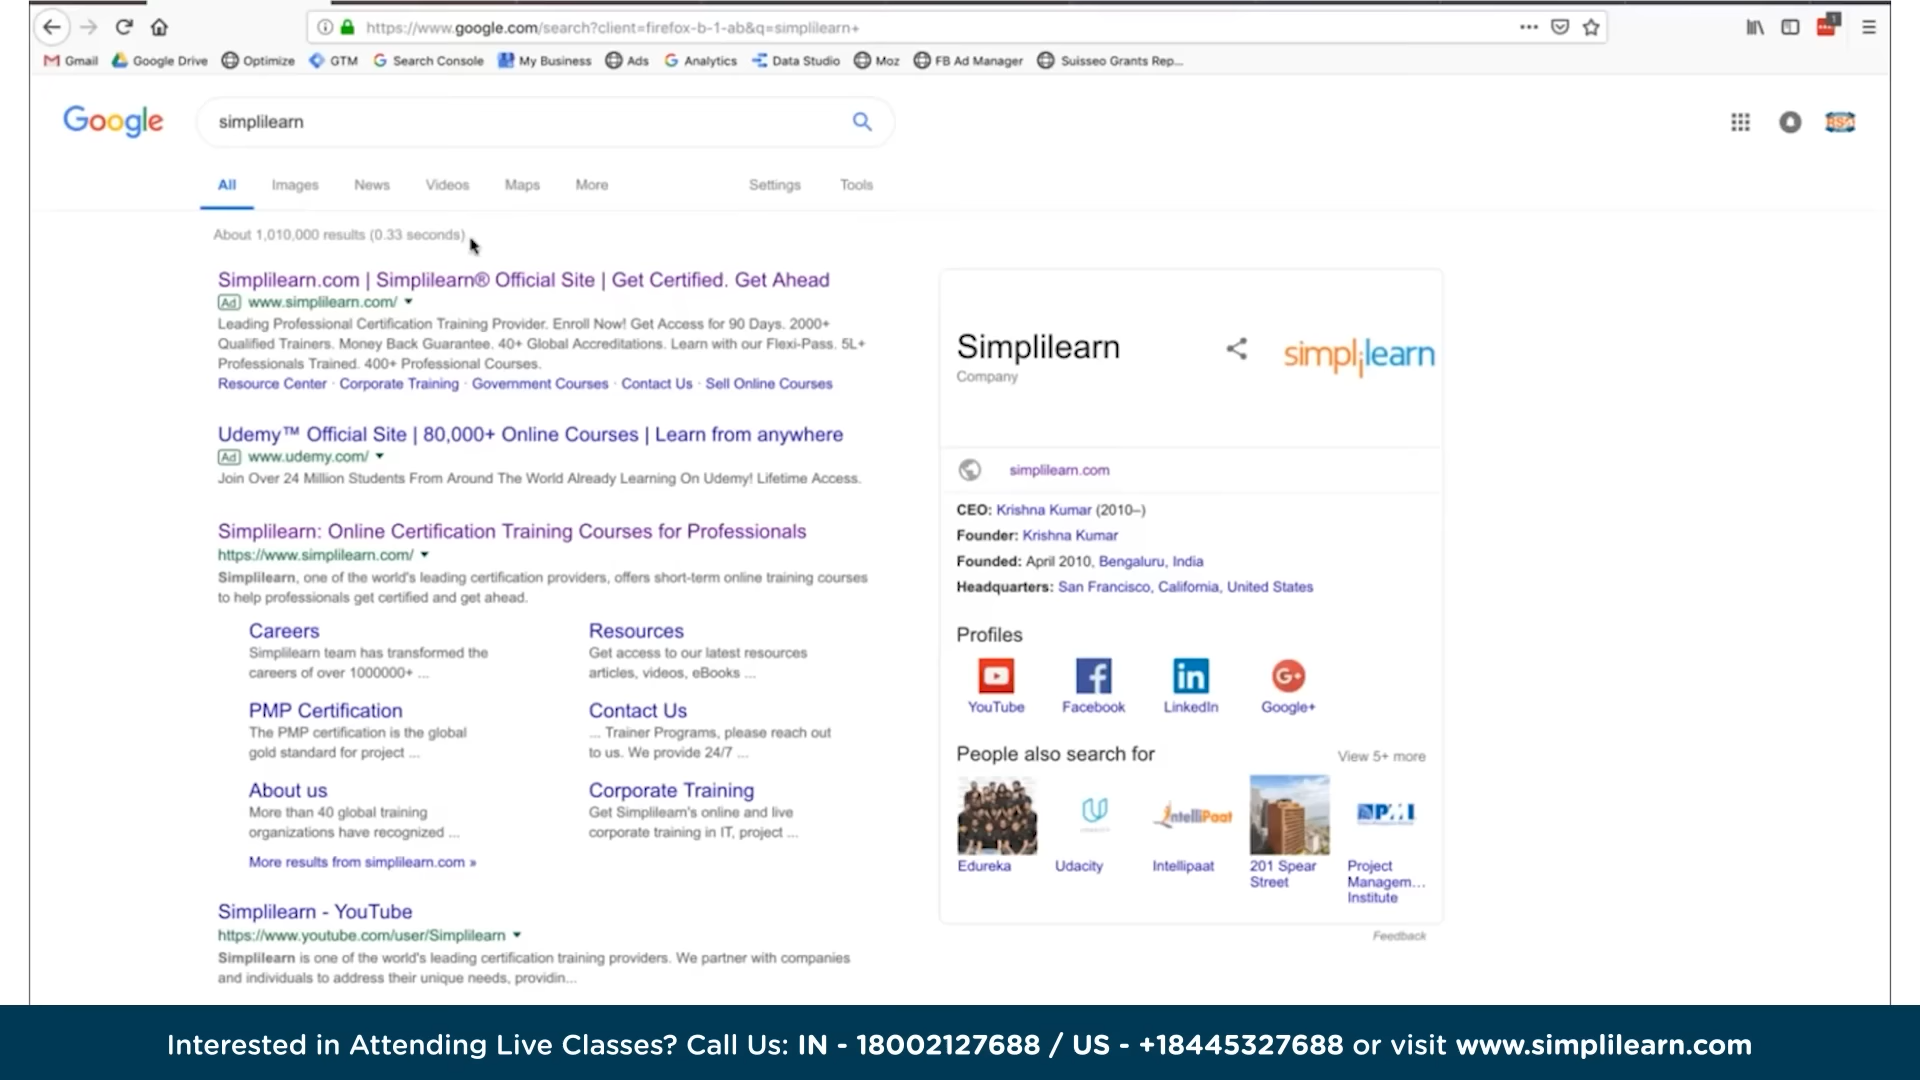 https://www.google.com/search?client=firefox-b-1-ab&q=simplilearn+
1
Gmail Google Drive Optimize GTM Search Console My Business Ads Analytics Data Studio Moz FB Ad Manager Suisseo Grants Rep...
Google
simplilearn
All Images News Videos Maps More Settings Tools
About 1,010,000 results (0.33 seconds)
Simplilearn.com | Simplilearn® Official Site | Get Certified. Get Ahead
Ad www.simplilearn.com/
Leading Professional Certification Training Provider. Enroll Now! Get Access for 90 Days. 2000+
Qualified Trainers. Money Back Guarantee. 40+ Global Accreditations. Learn with our Flexi-Pass. 5L+
Professionals Trained. 400+ Professional Courses.
Resource Center · Corporate Training · Government Courses · Contact Us · Sell Online Courses
Udemy™ Official Site | 80,000+ Online Courses | Learn from anywhere
Ad www.udemy.com/
Join Over 24 Million Students From Around The World Already Learning On Udemy! Lifetime Access.
Simplilearn: Online Certification Training Courses for Professionals
https://www.simplilearn.com/
Simplilearn, one of the world's leading certification providers, offers short-term online training courses
to help professionals get certified and get ahead.
Careers
Simplilearn team has transformed the
careers of over 1000000+ ...
Resources
Get access to our latest resources
articles, videos, eBooks ...
PMP Certification
The PMP certification is the global
gold standard for project ...
Contact Us
... Trainer Programs, please reach out
to us. We provide 24/7 ...
About us
More than 40 global training
organizations have recognized ...
Corporate Training
Get Simplilearn's online and live
corporate training in IT, project ...
More results from simplilearn.com »
Simplilearn - YouTube
https://www.youtube.com/user/Simplilearn
Simplilearn is one of the world's leading certification training providers. We partner with companies
and individuals to address their unique needs, providin...
Simplilearn
Company
simplilearn
simplilearn.com
CEO: Krishna Kumar (2010–)
Founder: Krishna Kumar
Founded: April 2010, Bengaluru, India
Headquarters: San Francisco, California, United States
Profiles
YouTube Facebook LinkedIn Google+
People also search for
View 5+ more
IntelliPaat
PMI
Edureka
Udacity
Intellipaat
201 Spear
Street
Project
Managem...
Institute
Feedback
Interested in Attending Live Classes? Call Us: IN - 18002127688 / US - +18445327688 or visit www.simplilearn.com